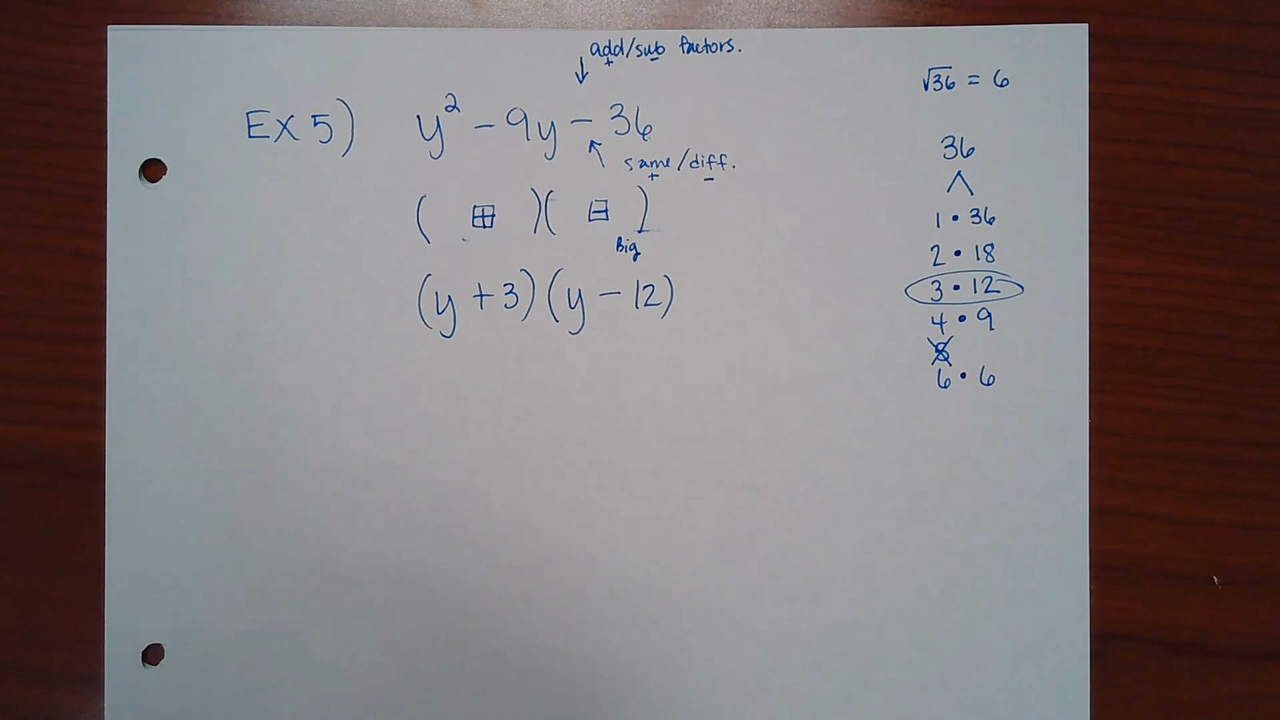 add/sub factors.
+ -
↓
EX 5) y² - 9y - 36
same/diff.
+ -
( + )( - )
Big
(y + 3)(y - 12)
√36 = 6
36
1 • 36
2 • 18
3 • 12
4 • 9
6 • 6